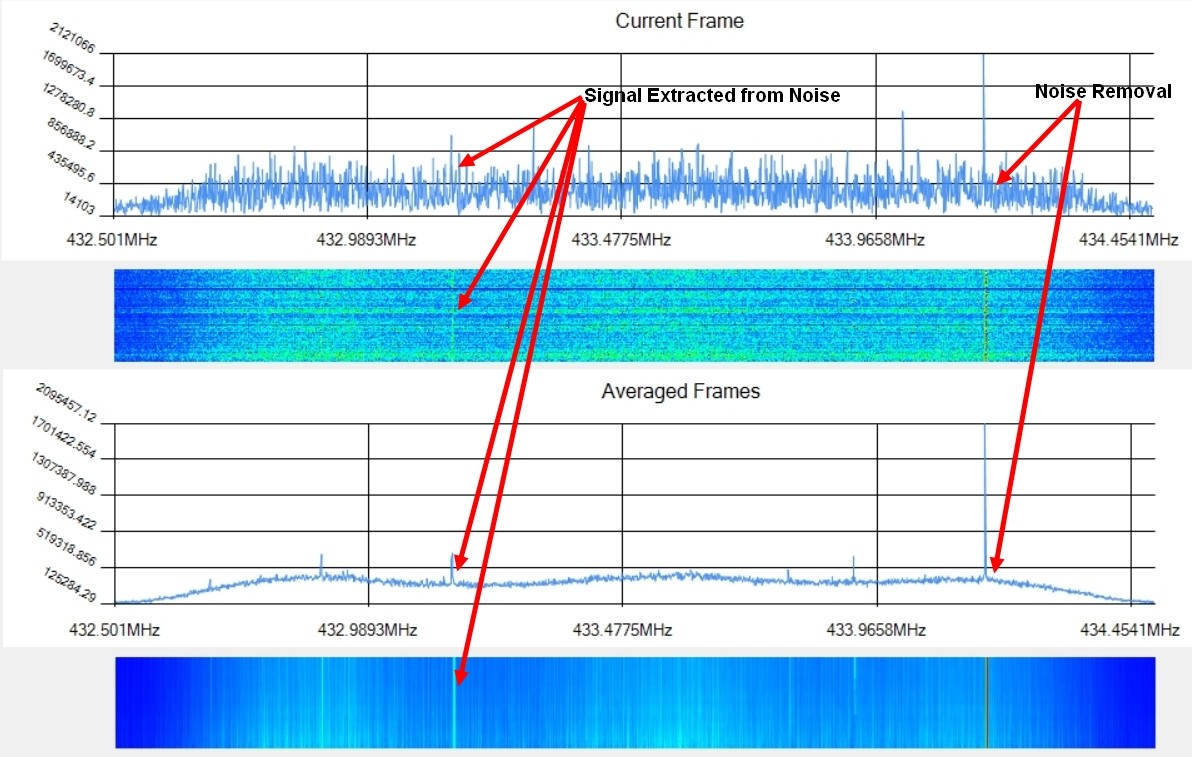 Current Frame
2121066
1699673.4
Signal Extracted from Noise
Noise Removal
1278280.8
856888.2
435495.6
14103
432.501MHz 432.9893MHz 433.4775MHz 433.9658MHz 434.4541MHz
Averaged Frames
2095457.12
1701422.554
1307387.988
913353.422
519318.856
125284.29
432.501MHz 432.9893MHz 433.4775MHz 433.9658MHz 434.4541MHz